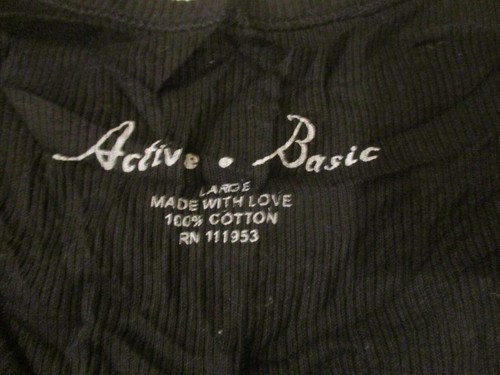 Active • Basic
LARGE
MADE WITH LOVE
100% COTTON
RN 111953